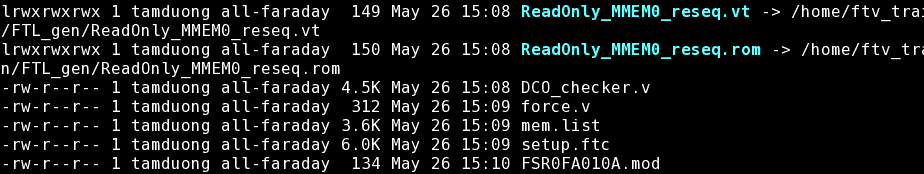 lrwxrwxrwx 1 tamduong all-faraday  149 May 26 15:08 ReadOnly_MMEM0_reseq.vt -> /home/ftv_trai
/FTL_gen/ReadOnly_MMEM0_reseq.vt
lrwxrwxrwx 1 tamduong all-faraday  150 May 26 15:08 ReadOnly_MMEM0_reseq.rom -> /home/ftv_tra
n/FTL_gen/ReadOnly_MMEM0_reseq.rom
-rw-r--r-- 1 tamduong all-faraday 4.5K May 26 15:08 DCO_checker.v
-rw-r--r-- 1 tamduong all-faraday  312 May 26 15:09 force.v
-rw-r--r-- 1 tamduong all-faraday 3.6K May 26 15:09 mem.list
-rw-r--r-- 1 tamduong all-faraday 6.0K May 26 15:09 setup.ftc
-rw-r--r-- 1 tamduong all-faraday  134 May 26 15:10 FSR0FA010A.mod